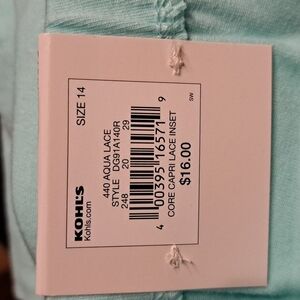 KOHL'S
Kohls.com
SIZE 14
440 AQUA LACE
STYLE DG91A140R
248 20 29
4 00395 16571 9
CORE CAPRI LACE INSET
$16.00
SW